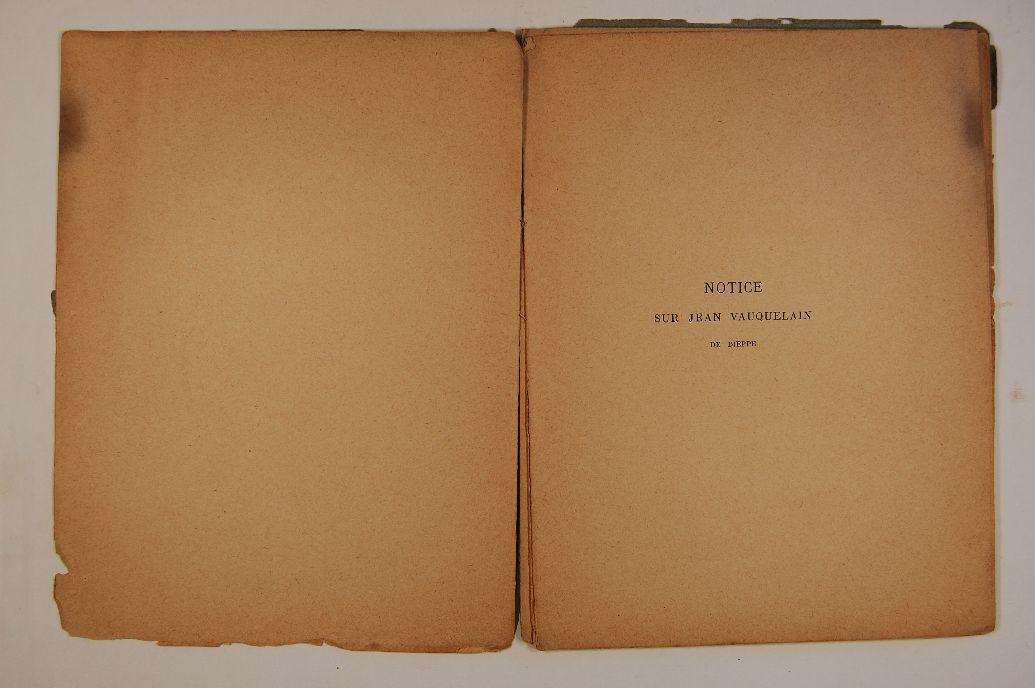 NOTICE
SUR JEAN VAUQUELAIN
DE DIEPPE